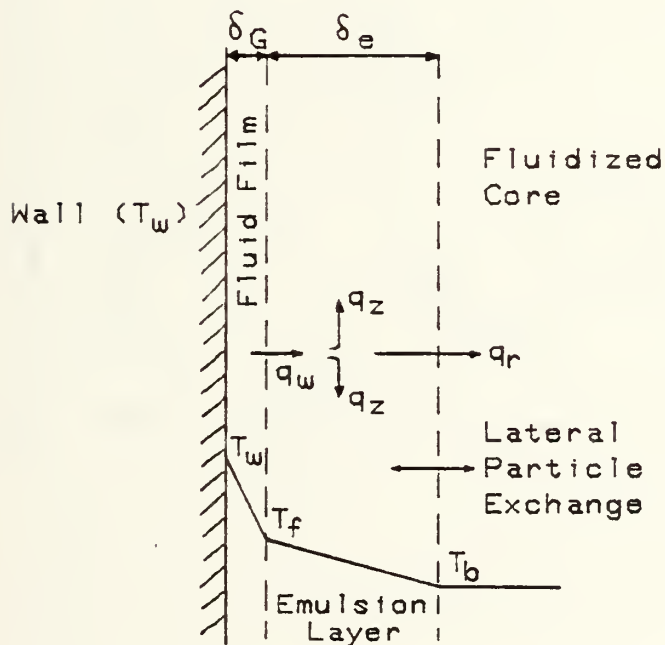 δG
δe
Fluid Film
Fluidized
Core
Wall (Tw)
qz
qw
qr
qz
Tw
Lateral
Particle
Exchange
Tf
Tb
Emulsion
Layer